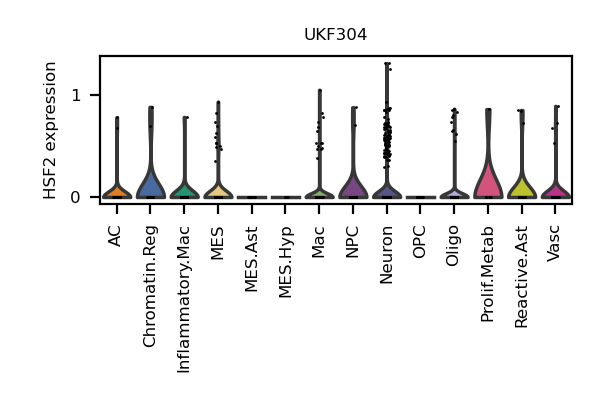 UKF304
HSF2 expression
1
0
AC
Chromatin.Reg
Inflammatory.Mac
MES
MES.Ast
MES.Hyp
Mac
NPC
Neuron
OPC
Oligo
Prolif.Metab
Reactive.Ast
Vasc